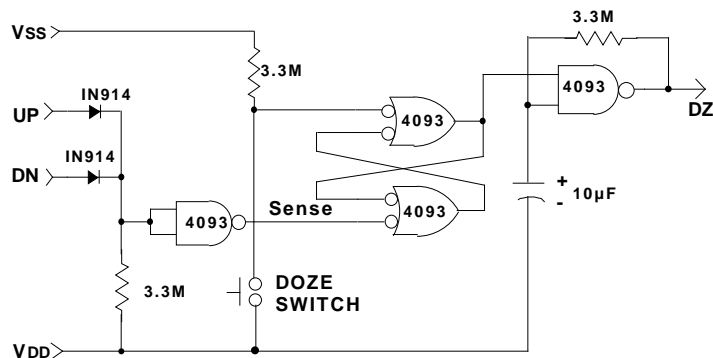 VSS
3.3M
3.3M
IN914
UP
4093
4093
DZ
IN914
DN
+
10µF
-
Sense
4093
4093
3.3M
DOZE
SWITCH
VDD